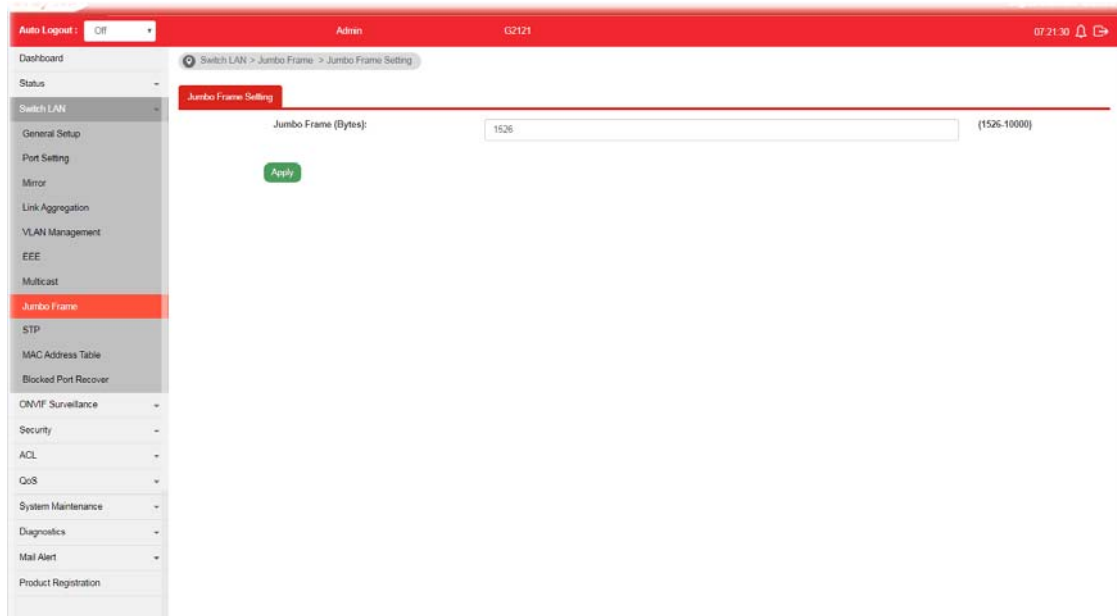 Auto Logout : Off Admin G2121 07:21:30
Dashboard
Switch LAN > Jumbo Frame > Jumbo Frame Setting
Status
Switch LAN
Jumbo Frame Setting
General Setup
Jumbo Frame (Bytes): 1526 (1526-10000)
Port Setting
Apply
Mirror
Link Aggregation
VLAN Management
EEE
Multicast
Jumbo Frame
STP
MAC Address Table
Blocked Port Recover
ONVIF Surveillance
Security
ACL
QoS
System Maintenance
Diagnostics
Mail Alert
Product Registration